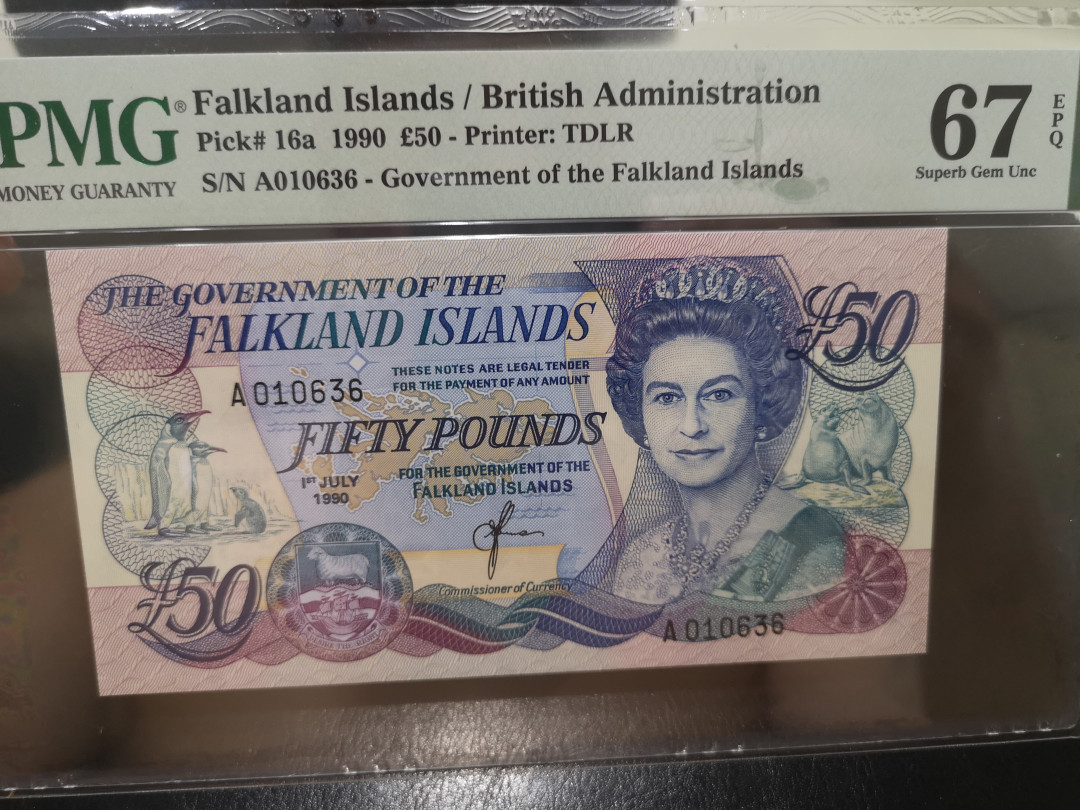 PMG® Falkland Islands / British Administration
Pick# 16a 1990 £50 - Printer: TDLR
MONEY GUARANTY S/N A010636 - Government of the Falkland Islands
67 EPQ
Superb Gem Unc
THE GOVERNMENT OF THE
FALKLAND ISLANDS
£50
THESE NOTES ARE LEGAL TENDER
FOR THE PAYMENT OF ANY AMOUNT
A 010636
FIFTY POUNDS
1ST JULY
1990
FOR THE GOVERNMENT OF THE
FALKLAND ISLANDS
£50
Commissioner of Currency
A 010636